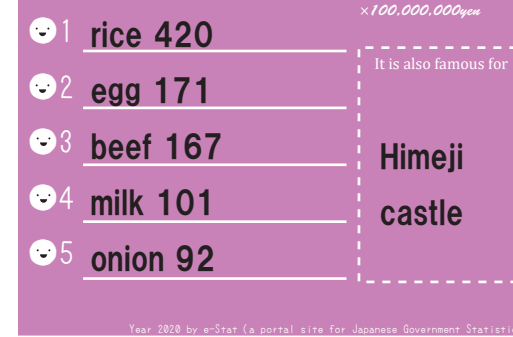 ×100,000,000yen
1 rice 420
2 egg 171
3 beef 167
4 milk 101
5 onion 92
It is also famous for
Himeji
castle
Year 2020 by e-Stat (a portal site for Japanese Government Statisti